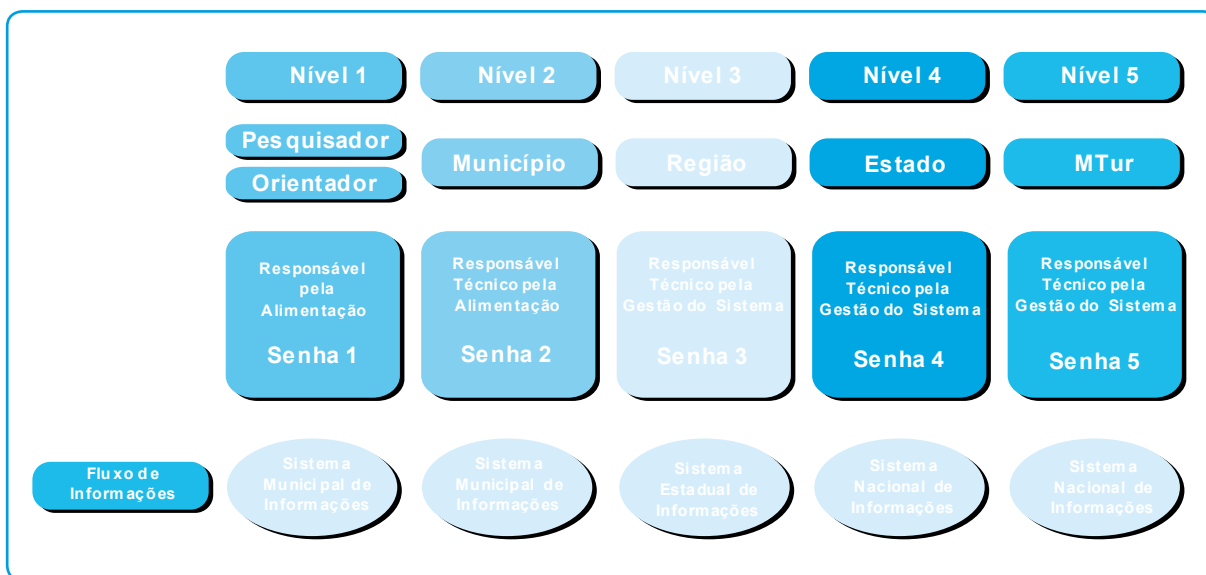 Nível 1
Nível 2
Nível 3
Nível 4
Nível 5
Pesquisador
Orientador
Município
Região
Estado
MTur
Responsável
pela
Alimentação
Senha 1
Responsável
Técnico pela
Alimentação
Senha 2
Responsável
Técnico pela
Gestão do Sistema
Senha 3
Responsável
Técnico pela
Gestão do Sistema
Senha 4
Responsável
Técnico pela
Gestão do Sistema
Senha 5
Fluxo de
Informações
Sistema
Municipal de
Informações
Sistema
Municipal de
Informações
Sistema
Estadual de
Informações
Sistema
Nacional de
Informações
Sistema
Nacional de
Informações